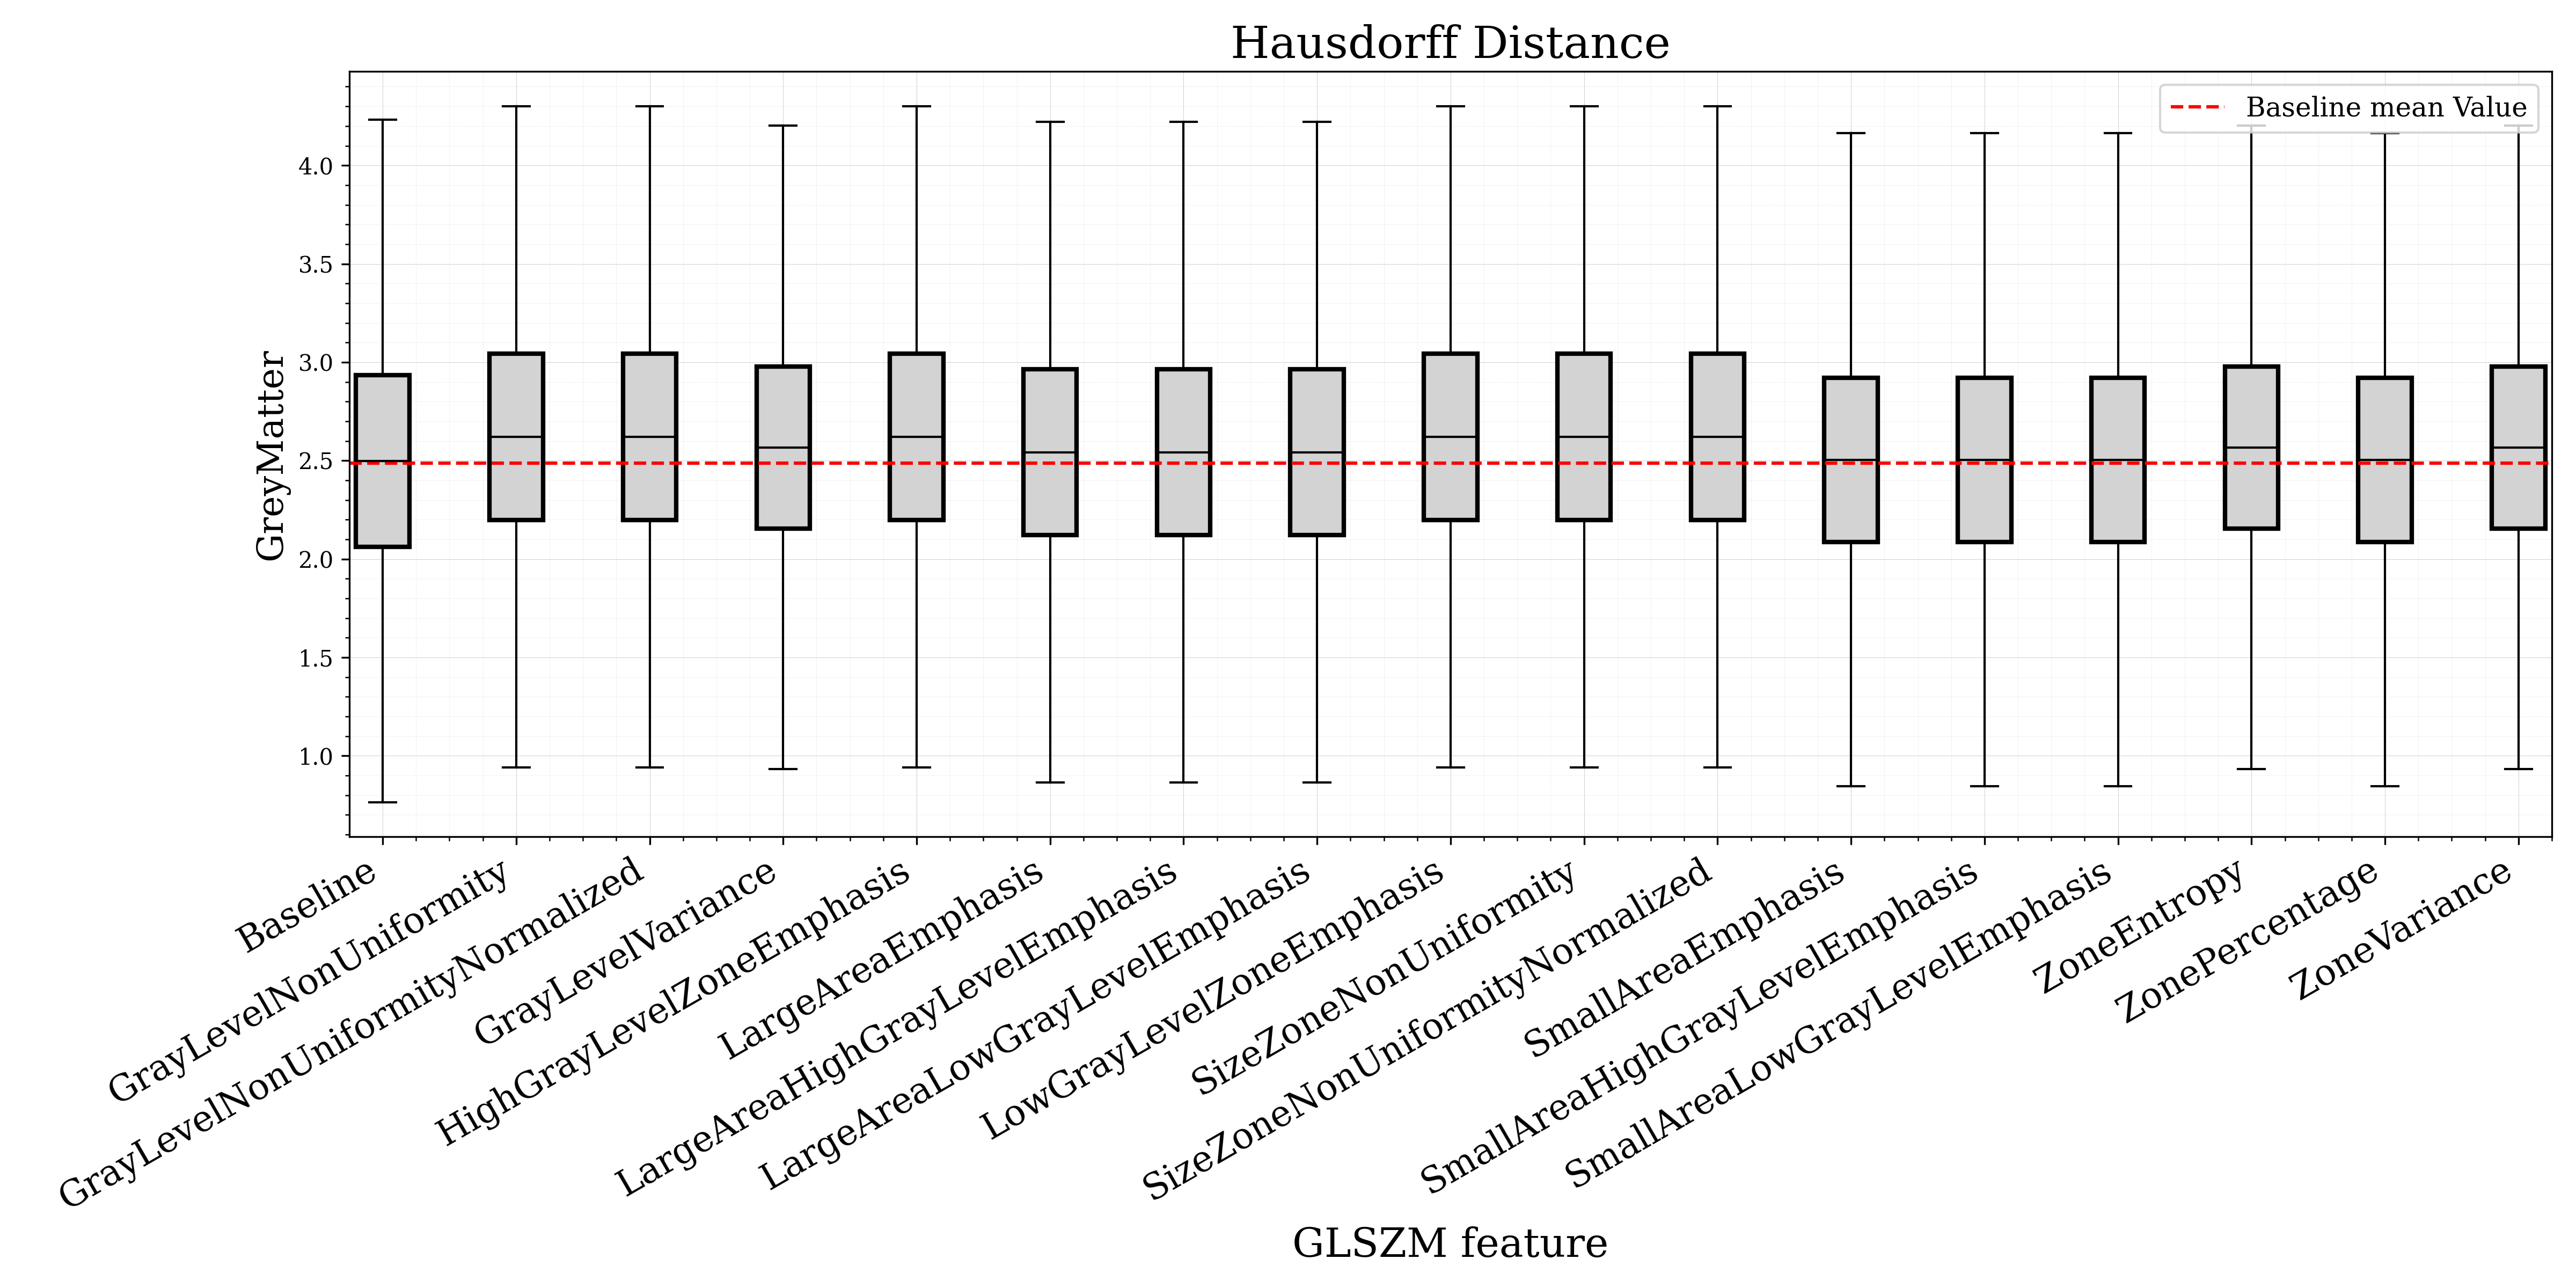 Hausdorff Distance
Baseline mean Value
GreyMatter
4.0
3.5
3.0
2.5
2.0
1.5
1.0
Baseline
GrayLevelNonUniformity
GrayLevelNonUniformityNormalized
GrayLevelVariance
HighGrayLevelZoneEmphasis
LargeAreaEmphasis
LargeAreaHighGrayLevelEmphasis
LargeAreaLowGrayLevelEmphasis
LowGrayLevelZoneEmphasis
SizeZoneNonUniformity
SizeZoneNonUniformityNormalized
SmallAreaEmphasis
SmallAreaHighGrayLevelEmphasis
SmallAreaLowGrayLevelEmphasis
ZoneEntropy
ZonePercentage
ZoneVariance
GLSZM feature